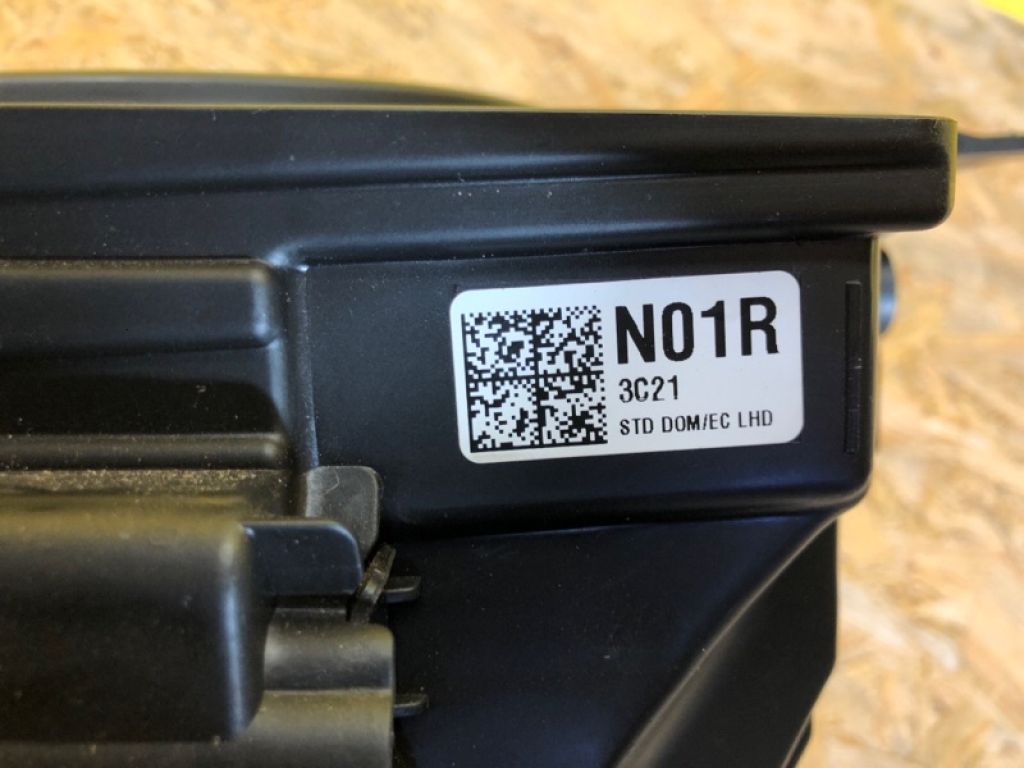 N01R
3C21
STD DOM/EC LHD